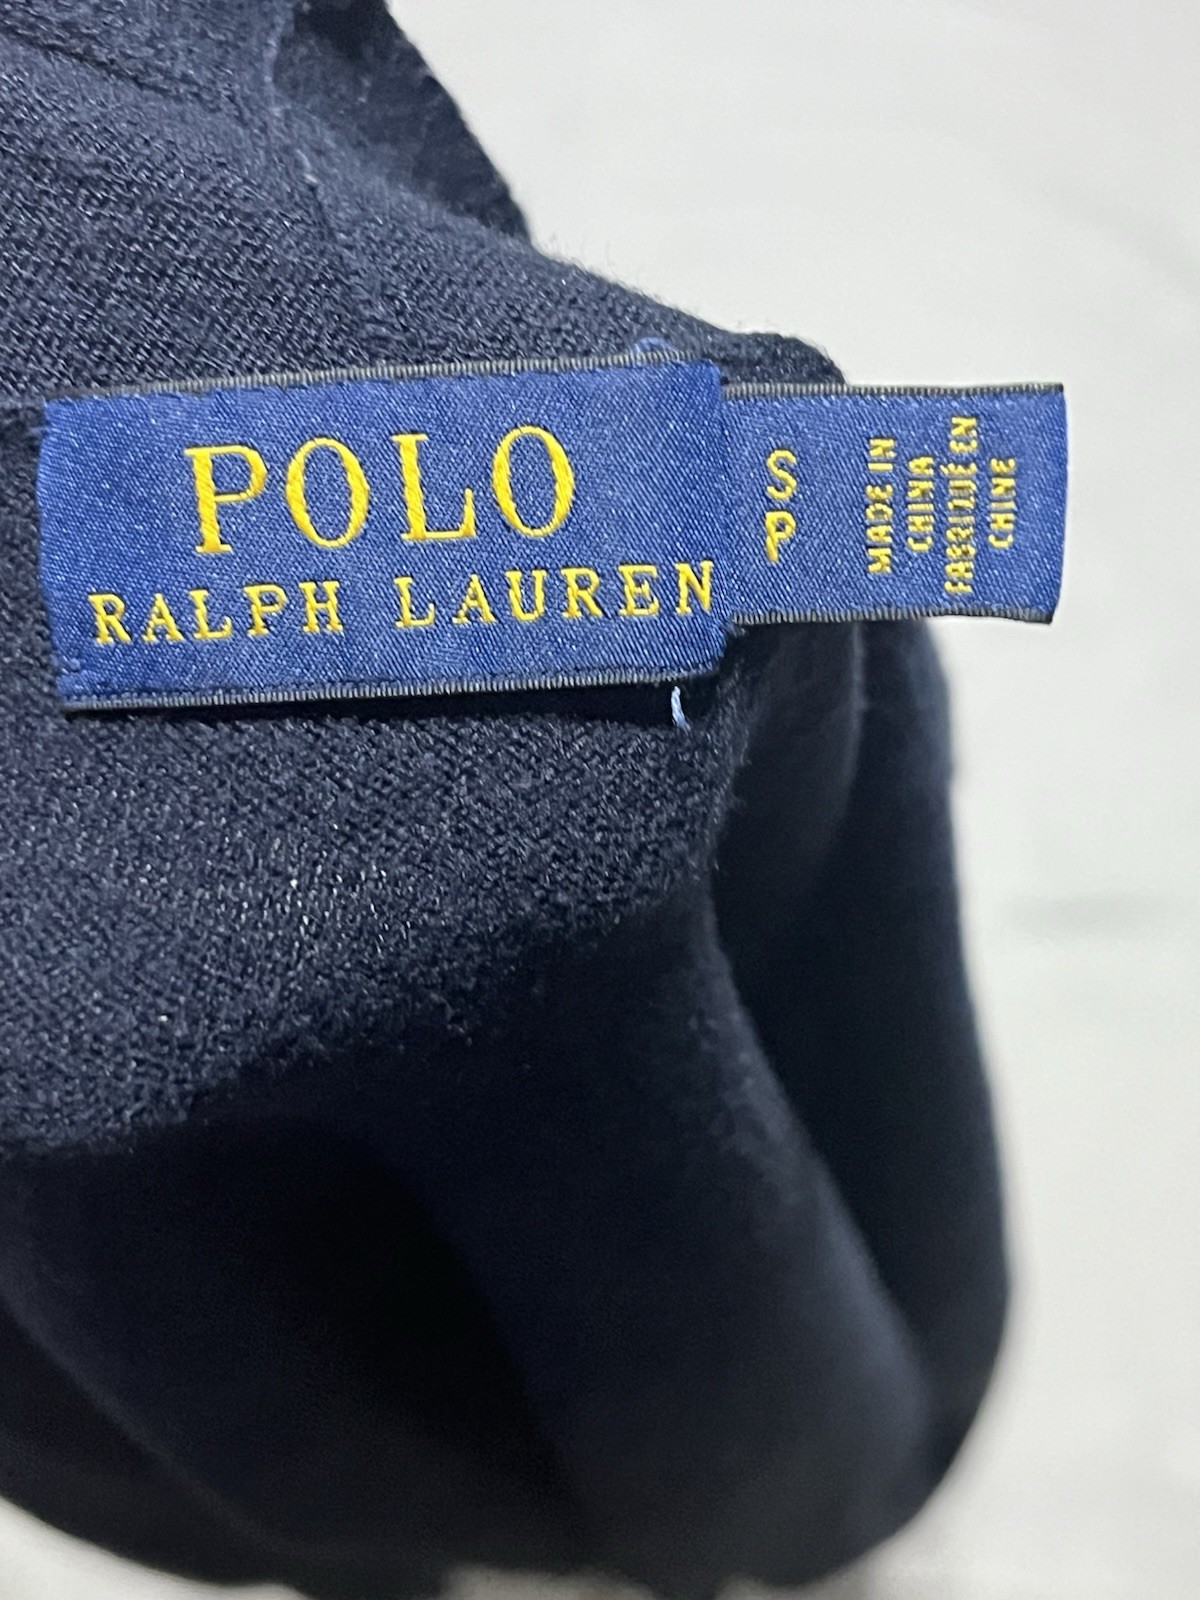 POLO
RALPH LAUREN
S
P
MADE IN
CHINA
FABRIQUÉ EN
CHINE